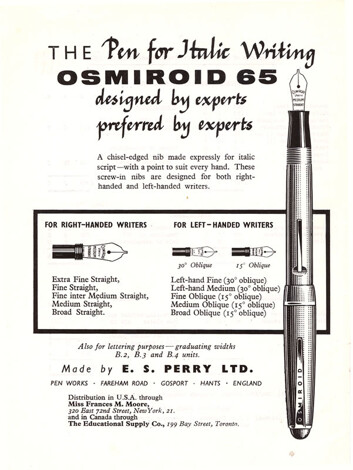 THE Pen for Italic Writing
OSMIROID 65
designed by experts
preferred by experts
A chisel-edged nib made expressly for italic
script—with a point to suit every hand. These
screw-in nibs are designed for both right-
handed and left-handed writers.
FOR RIGHT-HANDED WRITERS
Extra Fine Straight,
Fine Straight,
Fine inter Medium Straight,
Medium Straight,
Broad Straight.
FOR LEFT-HANDED WRITERS
30° Oblique 15° Oblique
Left-hand Fine (30° oblique)
Left-hand Medium (30° oblique)
Fine Oblique (15° oblique)
Medium Oblique (15° oblique)
Broad Oblique (15° oblique)
OSMIROID
Also for lettering purposes—graduating widths
B.2, B.3 and B.4 units.
Made by E. S. PERRY LTD.
PEN WORKS · FAREHAM ROAD · GOSPORT · HANTS · ENGLAND
Distribution in U.S.A. through
Miss Frances M. Moore,
320 East 72nd Street, New York, 21.
and in Canada through
The Educational Supply Co., 199 Bay Street, Toronto.